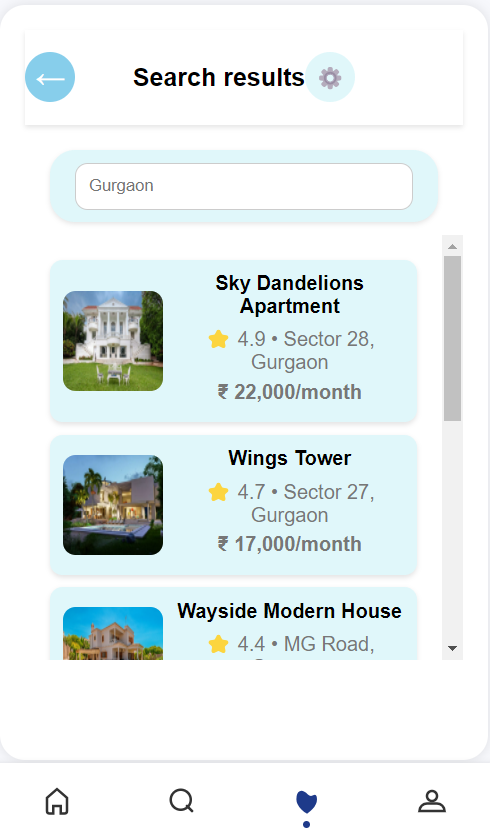 Search results
Gurgaon
Sky Dandelions
Apartment
4.9 • Sector 28,
Gurgaon
₹ 22,000/month
Wings Tower
4.7 • Sector 27,
Gurgaon
₹ 17,000/month
Wayside Modern House
4.4 • MG Road,